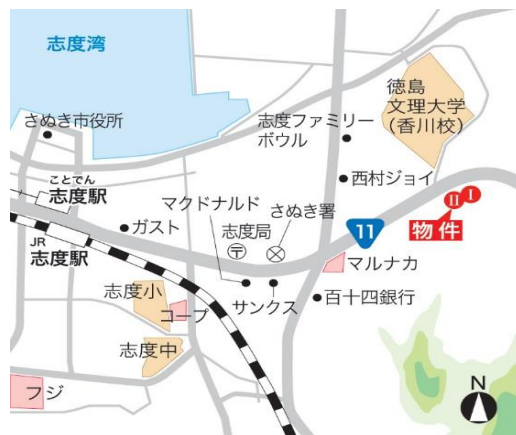 志度湾
さぬき市役所
ことでん
志度駅
JR
志度駅
ガスト
マクドナルド
志度局
〒
さぬき署
サンクス
志度小
コープ
志度中
フジ
志度ファミリー
ボウル
西村ジョイ
徳島
文理大学
(香川校)
I
II
物件
11
マルナカ
百十四銀行
N